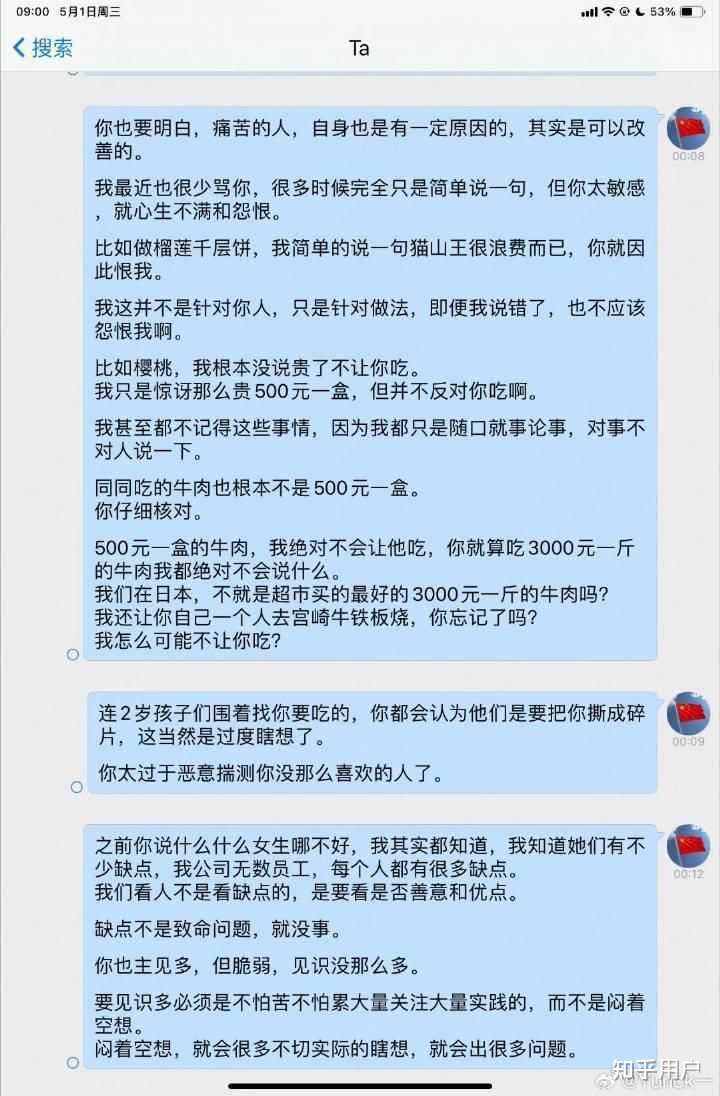 09:00 5月1日周三
53%
搜索
Ta
你也要明白，痛苦的人，自身也是有一定原因的，其实是可以改
善的。
00:08
我最近也很少骂你，很多时候完全只是简单说一句，但你太敏感
，就心生不满和怨恨。
比如做榴莲千层饼，我简单的说一句猫山王很浪费而已，你就因
此恨我。
我这并不是针对你人，只是针对做法，即便我说错了，也不应该
怨恨我啊。
比如樱桃，我根本没说贵了不让你吃。
我只是惊讶那么贵500元一盒，但并不反对你吃啊。
我甚至都不记得这些事情，因为我都只是随口就事论事，对事不
对人说一下。
同同吃的牛肉也根本不是500元一盒。
你仔细核对。
500元一盒的牛肉，我绝对不会让他吃，你就算吃3000元一斤
的牛肉我都绝对不会说什么。
我们在日本，不就是超市买的最好的3000元一斤的牛肉吗？
我还让你自己一个人去宫崎牛铁板烧，你忘记了吗？
我怎么可能不让你吃？
连2岁孩子们围着找你要吃的，你都会认为他们是要把你撕成碎
片，这当然是过度瞎想了。
00:09
你太过于恶意揣测你没那么喜欢的人了。
之前你说什么什么女生哪不好，我其实都知道，我知道她们有不
少缺点，我公司无数员工，每个人都有很多缺点。
00:12
我们看人不是看缺点的，是要看是否善意和优点。
缺点不是致命问题，就没事。
你也主见多，但脆弱，见识没那么多。
要见识多必须是不怕苦不怕累大量关注大量实践的，而不是闷着
空想。
闷着空想，就会很多不切实际的瞎想，就会出很多问题。
知乎用户